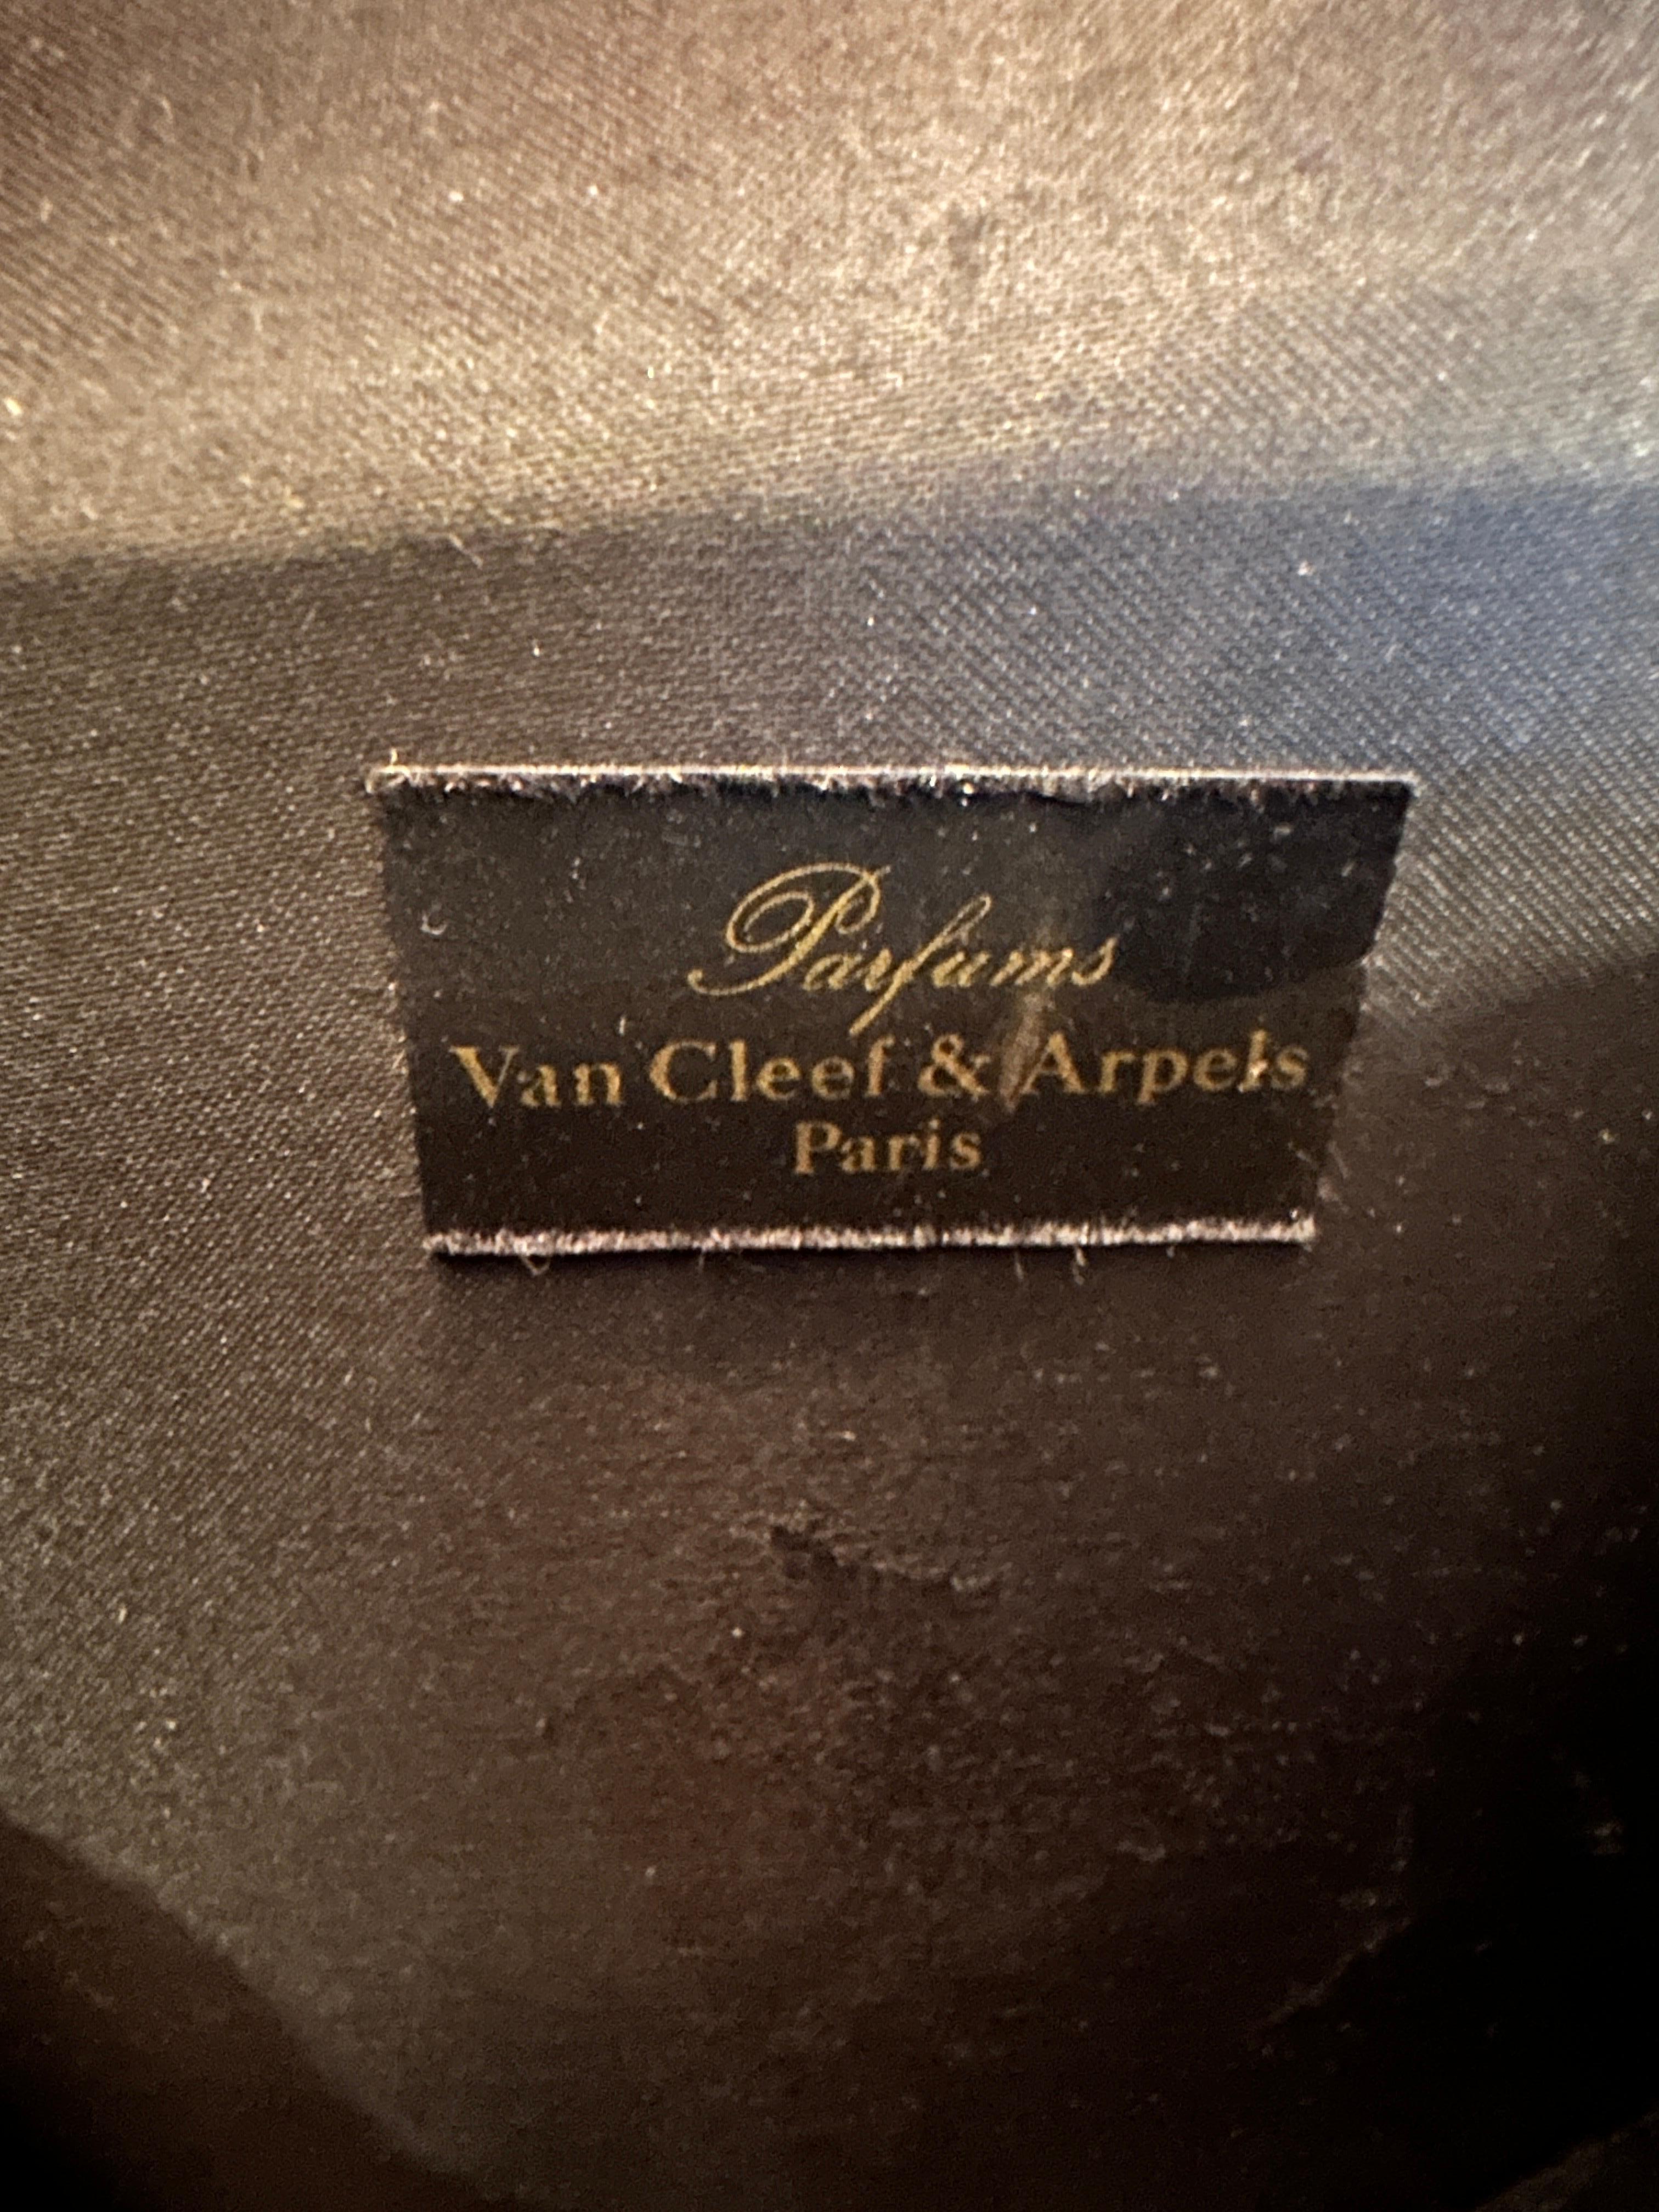 Parfums
Van Cleef & Arpels
Paris